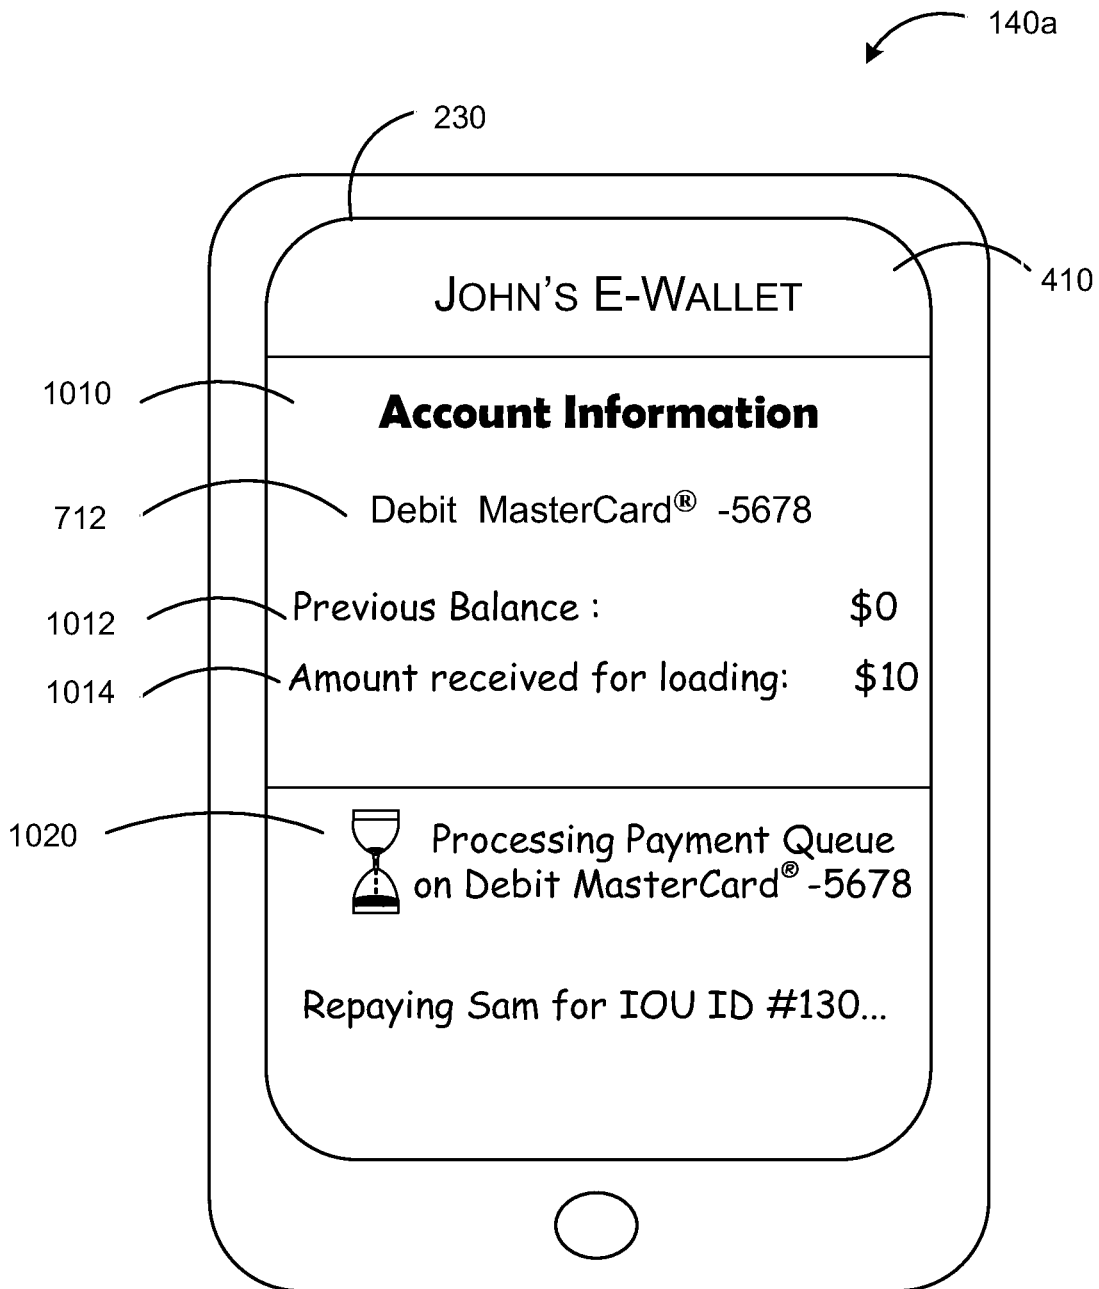 140a
230
JOHN'S E-WALLET
410
1010
Account Information
712
Debit MasterCard® -5678
1012
Previous Balance : $0
1014
Amount received for loading: $10
1020
Processing Payment Queue
on Debit MasterCard® -5678
Repaying Sam for IOU ID #130...